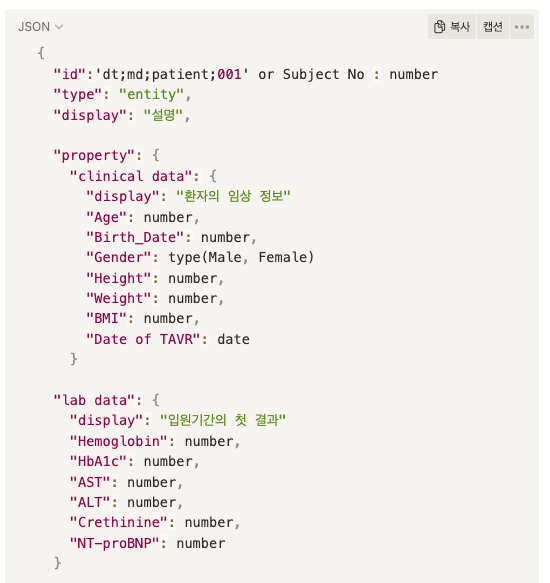 JSON
복사 캡션
{
"id":'dt;md;patient;001' or Subject No : number
"type": "entity",
"display": "설명",
"property": {
"clinical data": {
"display": "환자의 임상 정보"
"Age": number,
"Birth_Date": number,
"Gender": type(Male, Female)
"Height": number,
"Weight": number,
"BMI": number,
"Date of TAVR": date
}
"lab data": {
"display": "입원기간의 첫 결과"
"Hemoglobin": number,
"HbA1c": number,
"AST": number,
"ALT": number,
"Crethinine": number,
"NT-proBNP": number
}